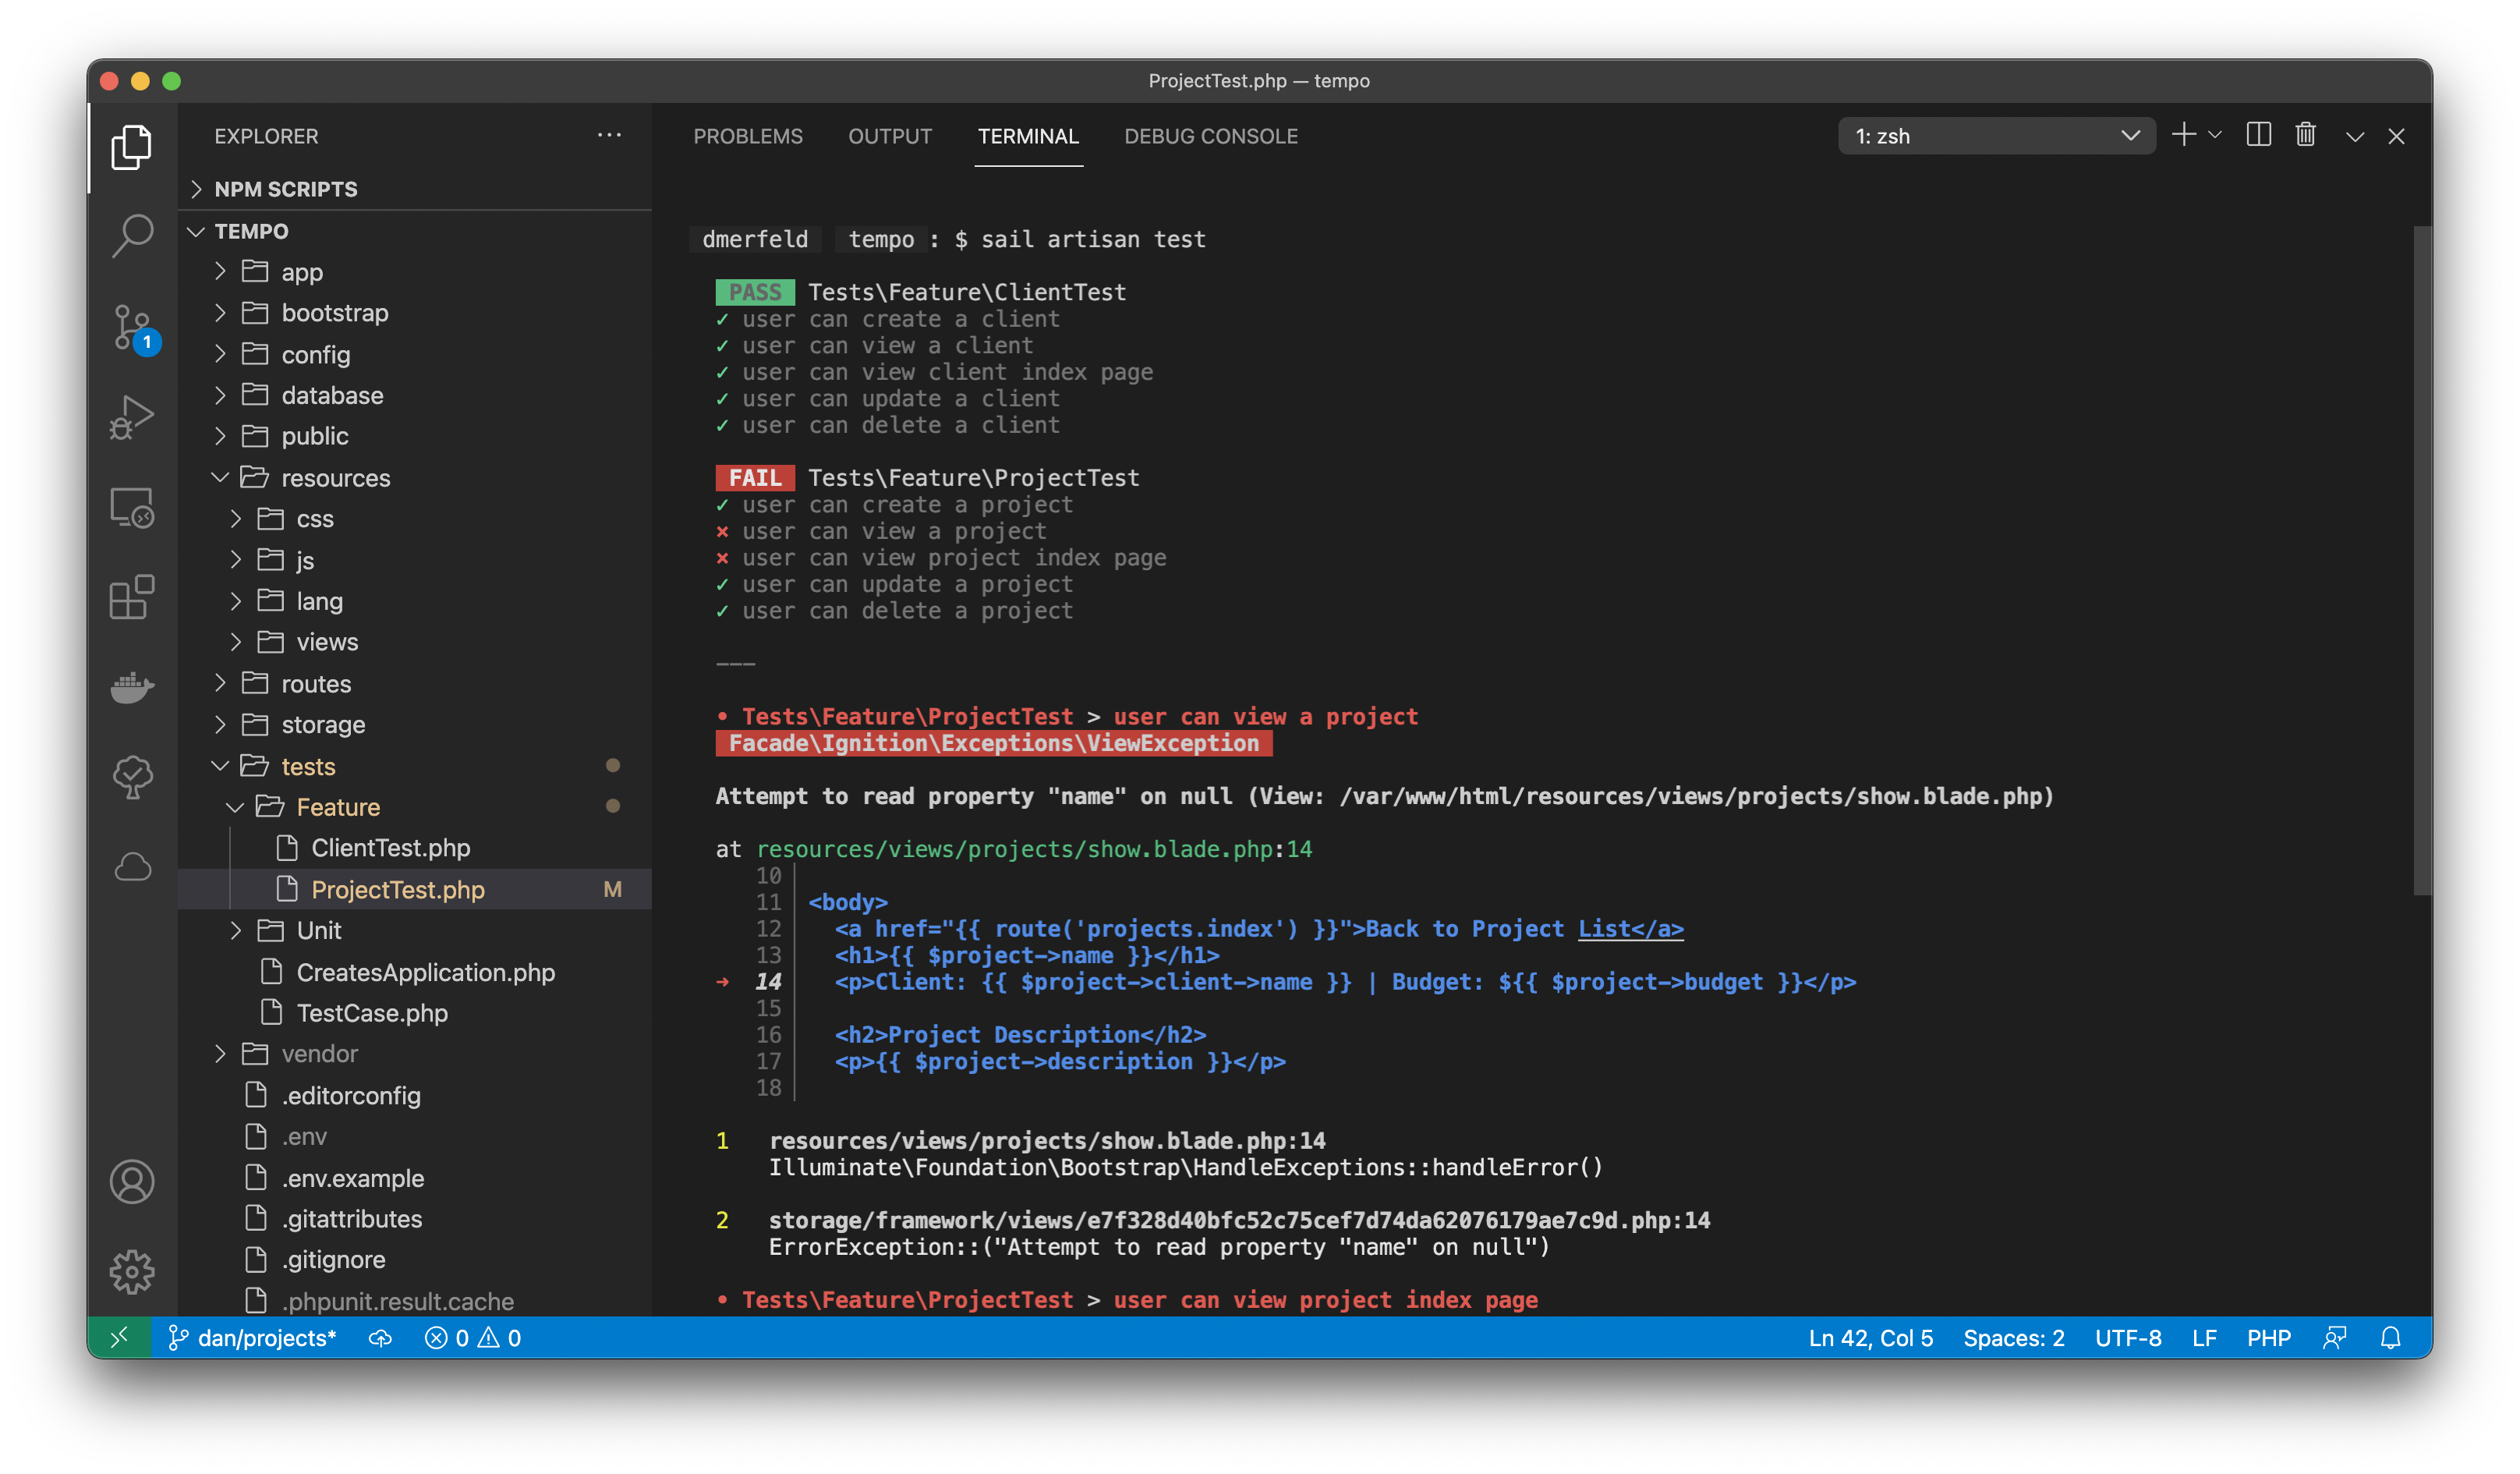 ProjectTest.php — tempo
EXPLORER
NPM SCRIPTS
TEMPO
app
bootstrap
config
database
public
resources
css
js
lang
views
routes
storage
tests
Feature
ClientTest.php
ProjectTest.php M
Unit
CreatesApplication.php
TestCase.php
vendor
.editorconfig
.env
.env.example
.gitattributes
.gitignore
.phpunit.result.cache
1
PROBLEMS OUTPUT TERMINAL DEBUG CONSOLE 1: zsh
dmerfeld tempo : $ sail artisan test
PASS Tests\Feature\ClientTest
✓ user can create a client
✓ user can view a client
✓ user can view client index page
✓ user can update a client
✓ user can delete a client
FAIL Tests\Feature\ProjectTest
✓ user can create a project
⨯ user can view a project
⨯ user can view project index page
✓ user can update a project
✓ user can delete a project
———
• Tests\Feature\ProjectTest > user can view a project
Facade\Ignition\Exceptions\ViewException
Attempt to read property "name" on null (View: /var/www/html/resources/views/projects/show.blade.php)
at resources/views/projects/show.blade.php:14
10
11 <body>
12 <a href="{{ route('projects.index') }}">Back to Project List</a>
13 <h1>{{ $project->name }}</h1>
➜ 14 <p>Client: {{ $project->client->name }} | Budget: ${{ $project->budget }}</p>
15
16 <h2>Project Description</h2>
17 <p>{{ $project->description }}</p>
18
1 resources/views/projects/show.blade.php:14
Illuminate\Foundation\Bootstrap\HandleExceptions::handleError()
2 storage/framework/views/e7f328d40bfc52c75cef7d74da62076179ae7c9d.php:14
ErrorException::("Attempt to read property "name" on null")
• Tests\Feature\ProjectTest > user can view project index page
dan/projects* 0 0 Ln 42, Col 5 Spaces: 2 UTF-8 LF PHP